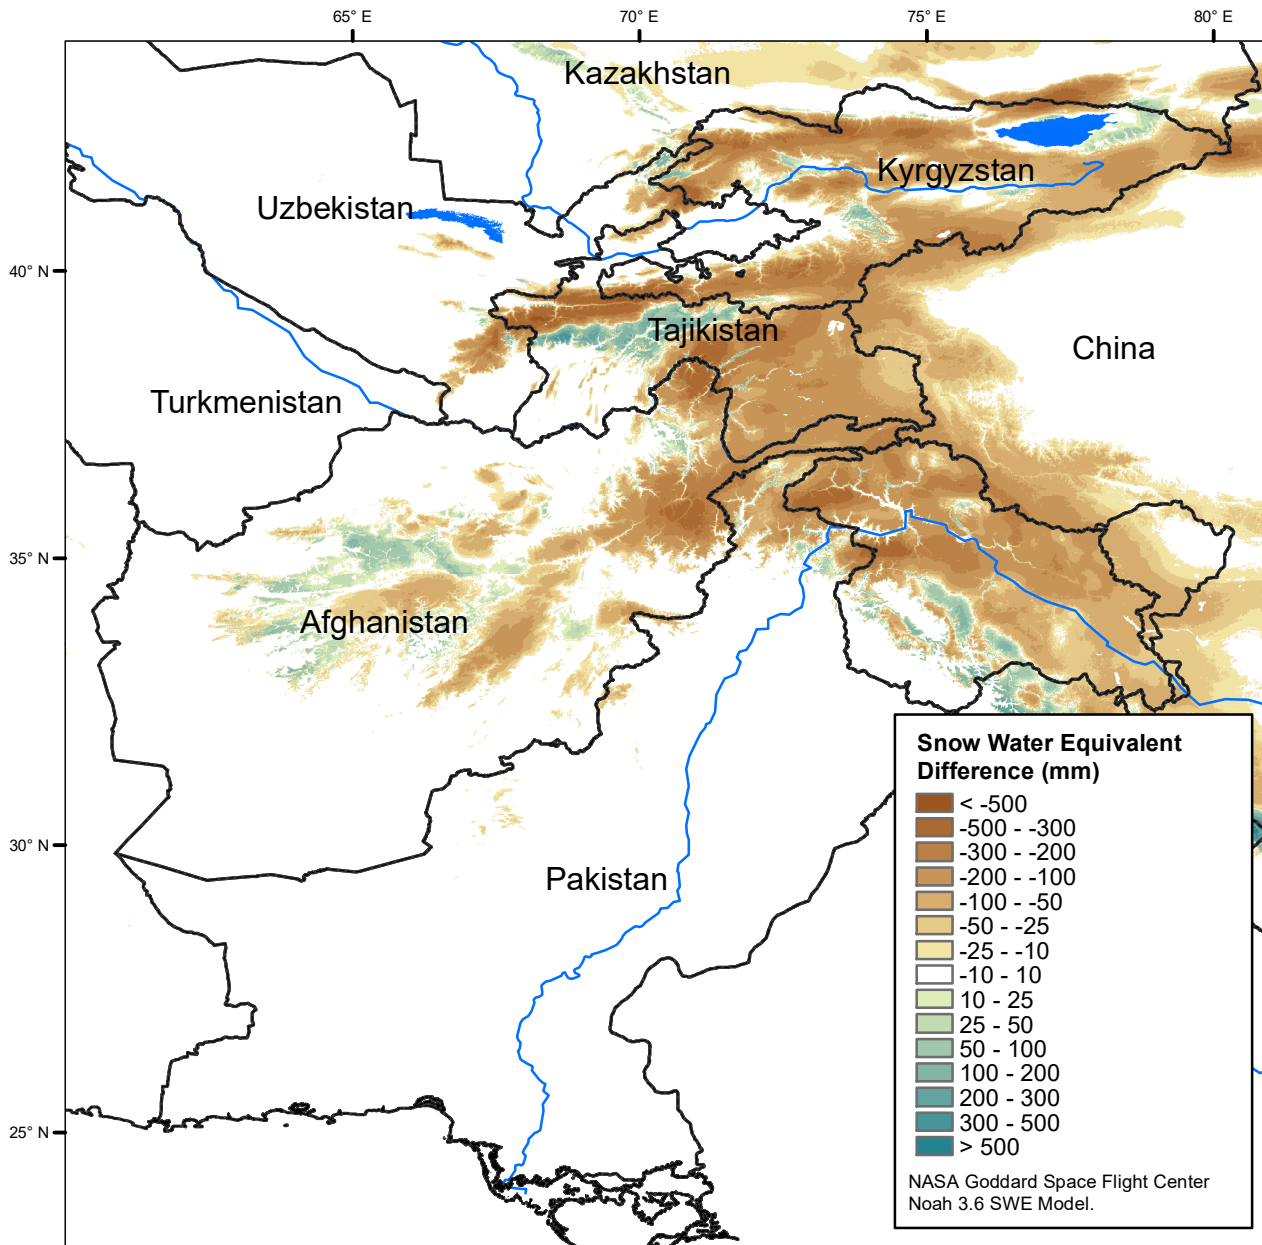 65° E
70° E
75° E
80° E
Kazakhstan
Kyrgyzstan
Uzbekistan
40° N
Tajikistan
China
Turkmenistan
35° N
Afghanistan
30° N
Pakistan
25° N
Snow Water Equivalent
Difference (mm)
< -500
-500 - -300
-300 - -200
-200 - -100
-100 - -50
-50 - -25
-25 - -10
-10 - 10
10 - 25
25 - 50
50 - 100
100 - 200
200 - 300
300 - 500
> 500
NASA Goddard Space Flight Center
Noah 3.6 SWE Model.